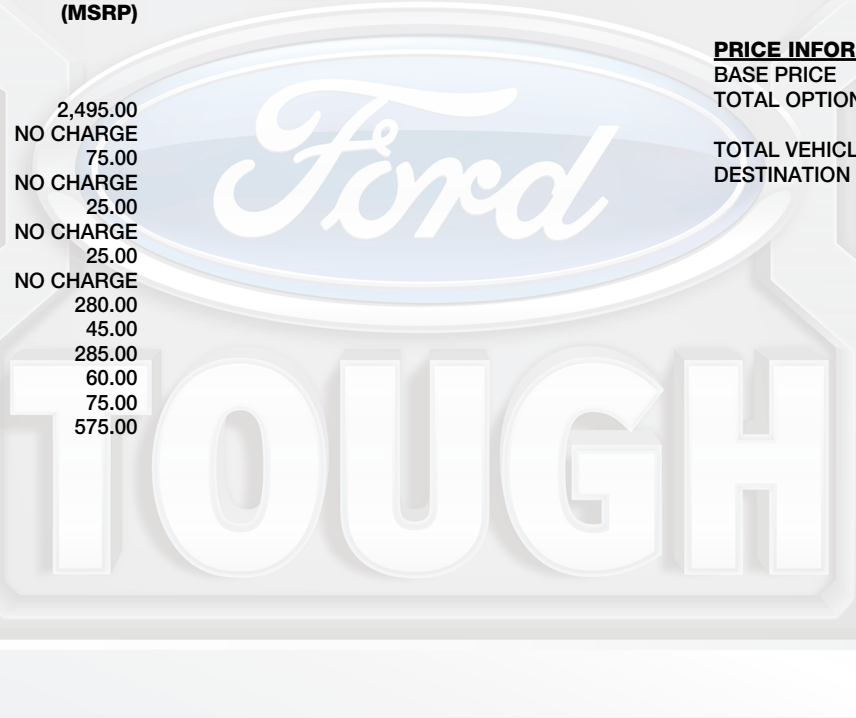 (MSRP)
2,495.00
NO CHARGE
75.00
NO CHARGE
25.00
NO CHARGE
25.00
NO CHARGE
280.00
45.00
285.00
60.00
75.00
575.00
PRICE INFOR
BASE PRICE
TOTAL OPTION
TOTAL VEHICL
DESTINATION
Ford
TOUGH